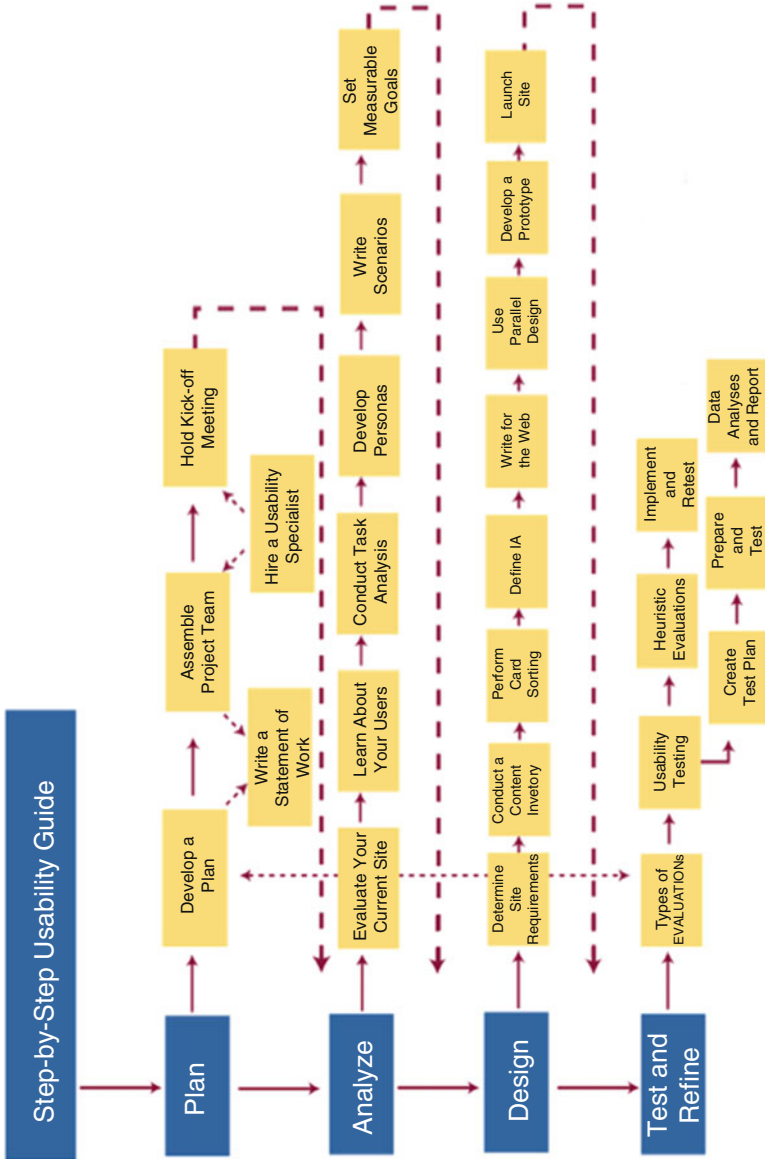 Step-by-Step Usability Guide
Plan
Develop a
Plan
Assemble
Project Team
Hold Kick-off
Meeting
Write a
Statement of
Work
Hire a Usability
Specialist
Analyze
Evaluate Your
Current Site
Learn About
Your Users
Conduct Task
Analysis
Develop
Personas
Write
Scenarios
Set
Measurable
Goals
Design
Determine
Site
Requirements
Conduct a
Content
Invetory
Perform
Card
Sorting
Define IA
Write for
the Web
Use
Parallel
Design
Develop a
Prototype
Launch
Site
Test and
Refine
Types of
EVALUATIONs
Usability
Testing
Heuristic
Evaluations
Implement
and
Retest
Create
Test Plan
Prepare
and
Test
Data
Analyses
and Report